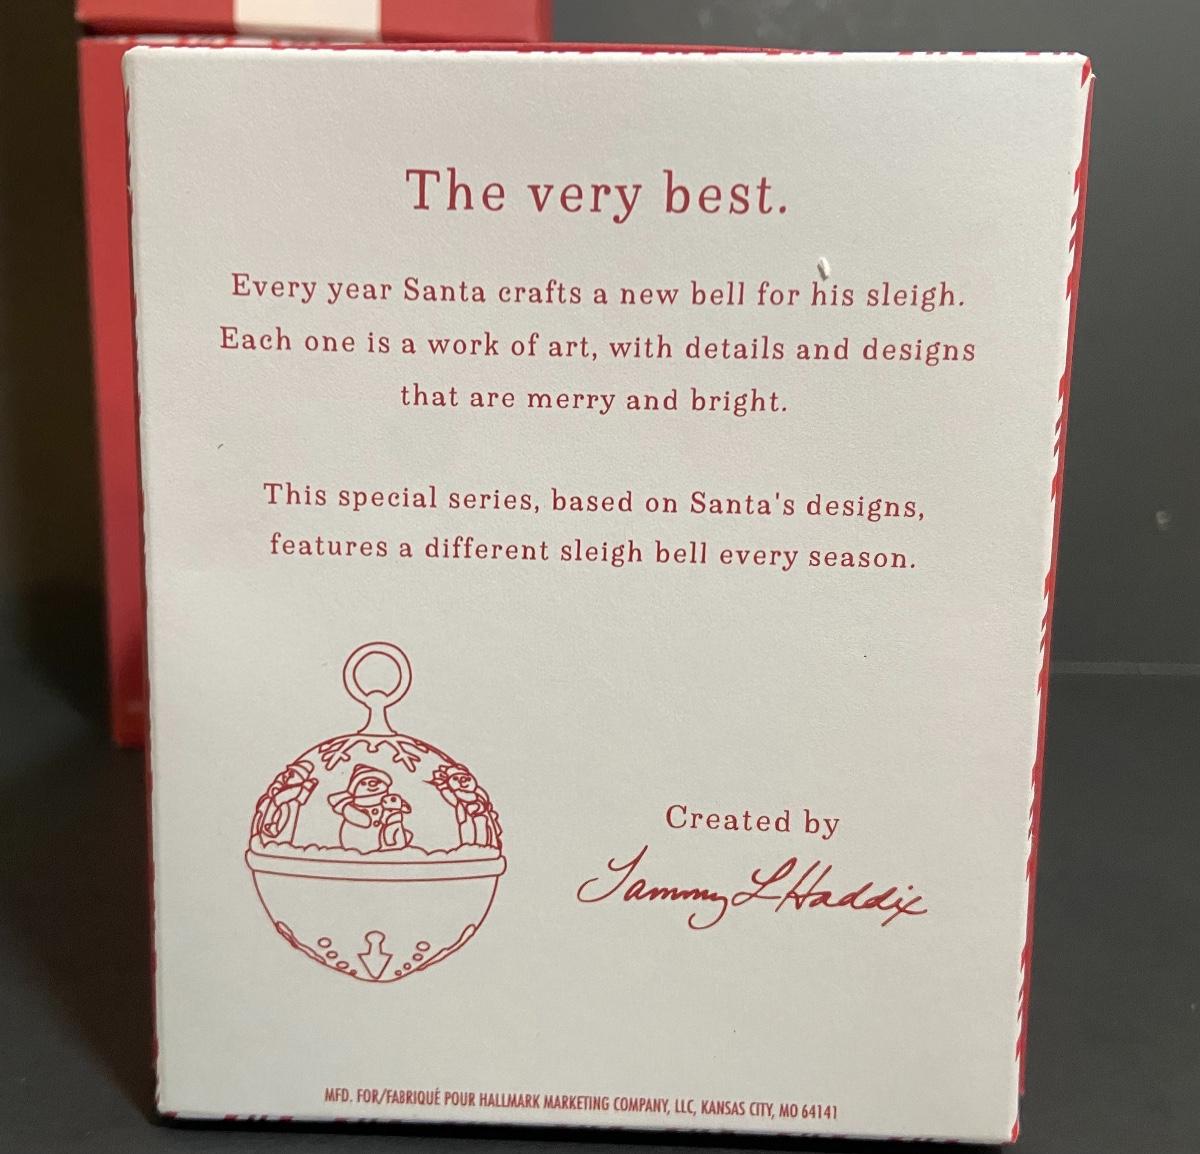 The very best.
Every year Santa crafts a new bell for his sleigh.
Each one is a work of art, with details and designs
that are merry and bright.
This special series, based on Santa's designs,
features a different sleigh bell every season.
Created by
Tammy L Haddix
MFD. FOR/FABRIQUÉ POUR HALLMARK MARKETING COMPANY, LLC, KANSAS CITY, MO 64141